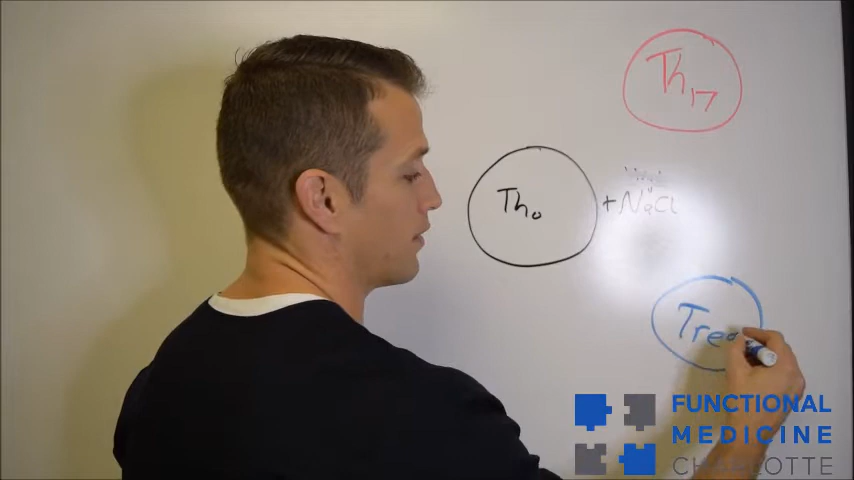 Th17
Th0
+ NaCl
Treg
FUNCTIONAL
MEDICINE
CHARLOTTE